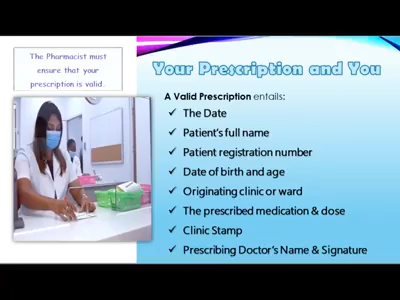 The Pharmacist must
ensure that your
prescription is valid.
Your Prescription and You
A Valid Prescription entails:
✓ The Date
✓ Patient's full name
✓ Patient registration number
✓ Date of birth and age
✓ Originating clinic or ward
✓ The prescribed medication & dose
✓ Clinic Stamp
✓ Prescribing Doctor's Name & Signature